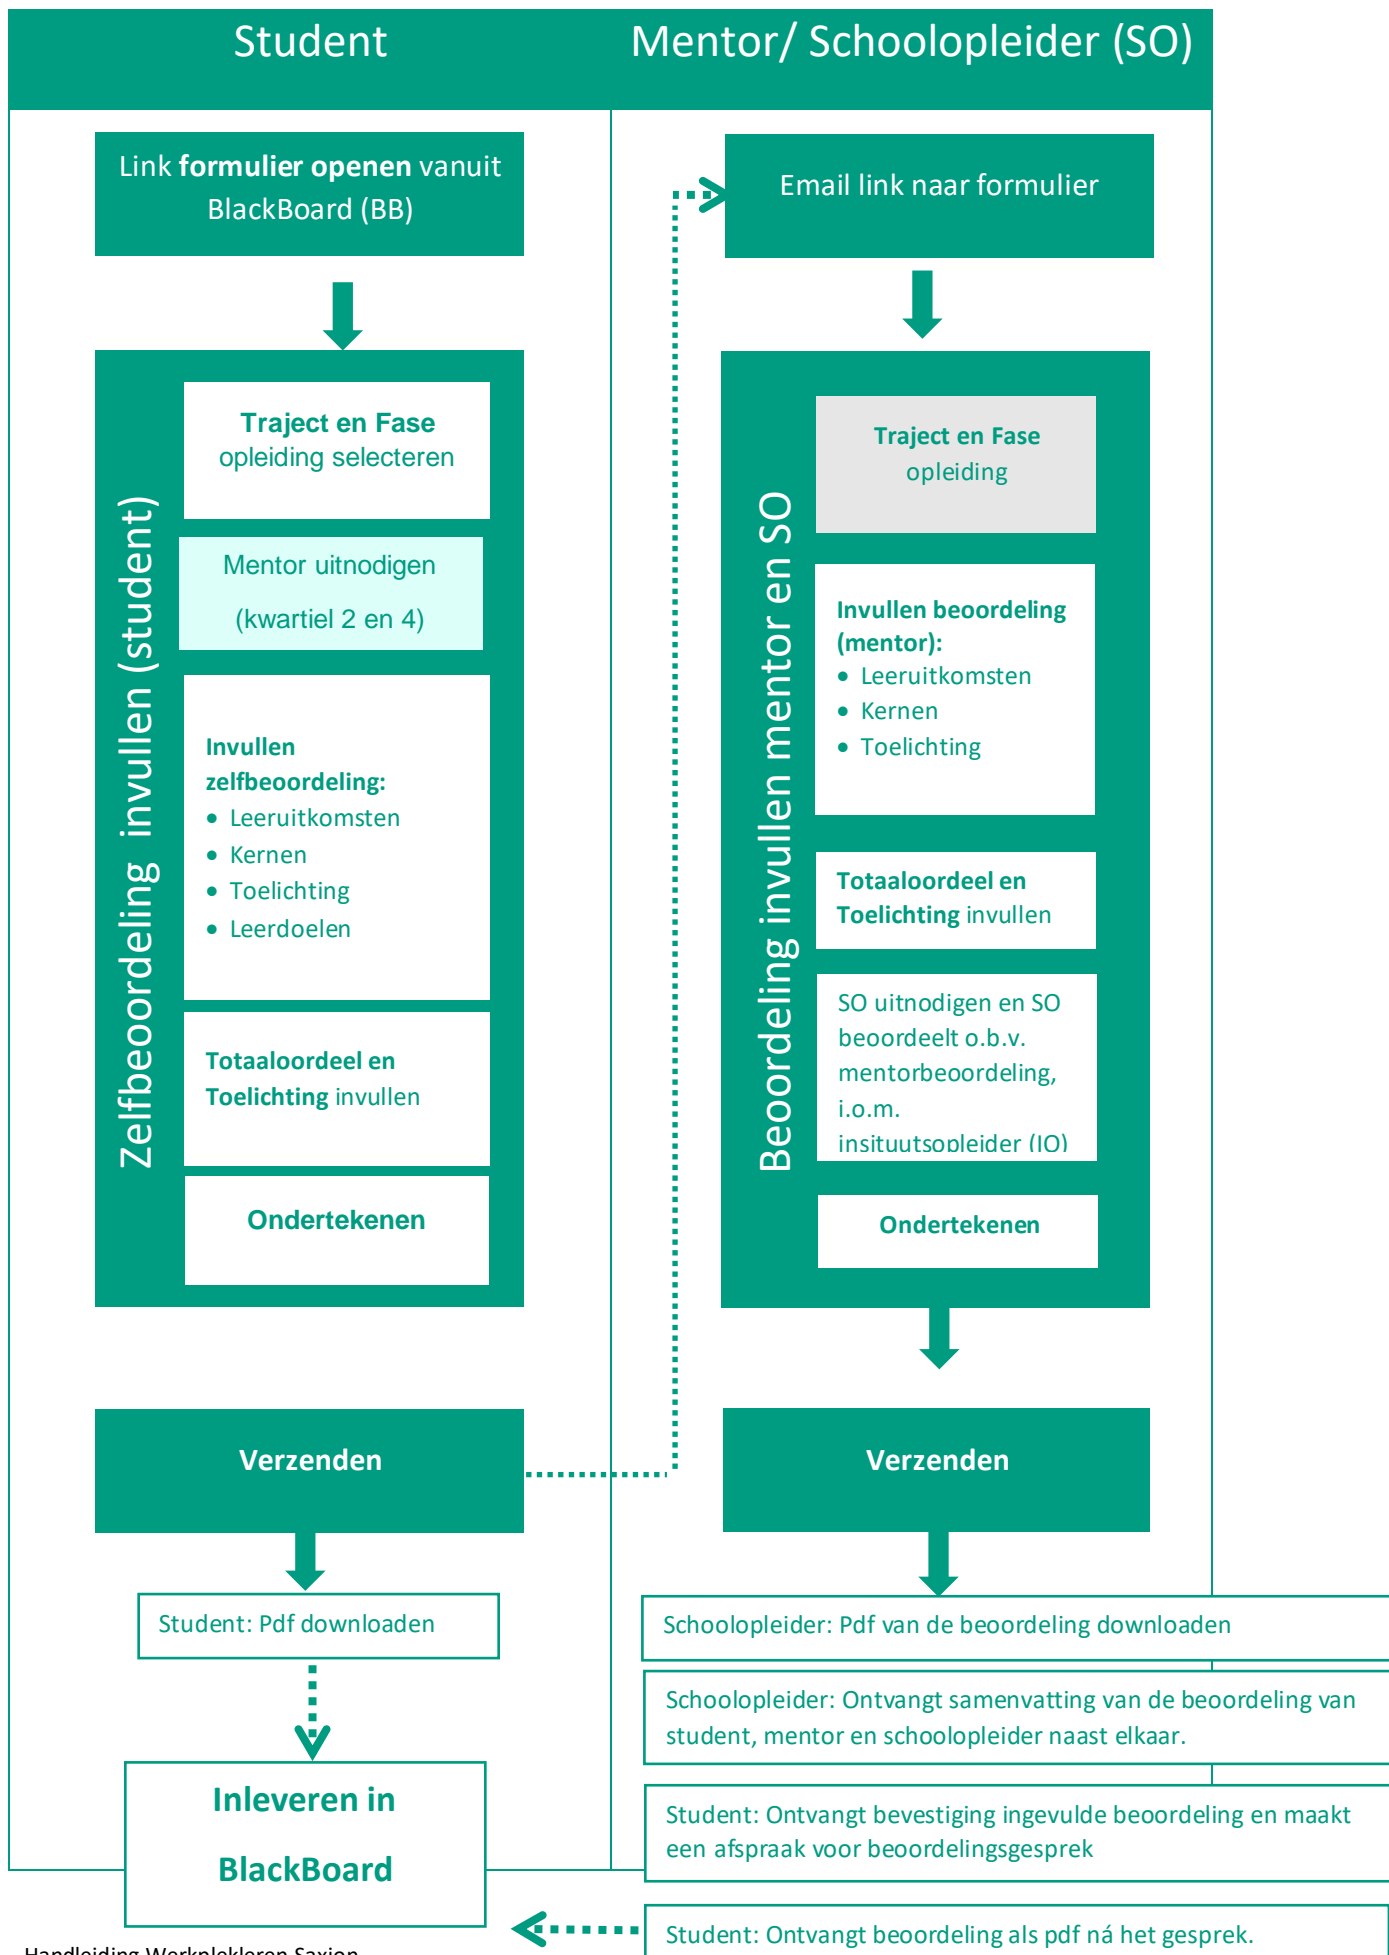 Student
Mentor/ Schoolopleider (SO)
Link formulier openen vanuit
BlackBoard (BB)
Zelfbeoordeling invullen (student)
Traject en Fase
opleiding selecteren
Mentor uitnodigen
(kwartiel 2 en 4)
Invullen
zelfbeoordeling:
• Leeruitkomsten
• Kernen
• Toelichting
• Leerdoelen
Totaaloordeel en
Toelichting invullen
Ondertekenen
Verzenden
Student: Pdf downloaden
Inleveren in
BlackBoard
Email link naar formulier
Beoordeling invullen mentor en SO
Traject en Fase
opleiding
Invullen beoordeling
(mentor):
• Leeruitkomsten
• Kernen
• Toelichting
Totaaloordeel en
Toelichting invullen
SO uitnodigen en SO
beoordeelt o.b.v.
mentorbeoordeling,
i.o.m.
insituutsopleider (IO)
Ondertekenen
Verzenden
Schoolopleider: Pdf van de beoordeling downloaden
Schoolopleider: Ontvangt samenvatting van de beoordeling van
student, mentor en schoolopleider naast elkaar.
Student: Ontvangt bevestiging ingevulde beoordeling en maakt
een afspraak voor beoordelingsgesprek
Student: Ontvangt beoordeling als pdf ná het gesprek.
Handleiding Werkplekleren Saxion